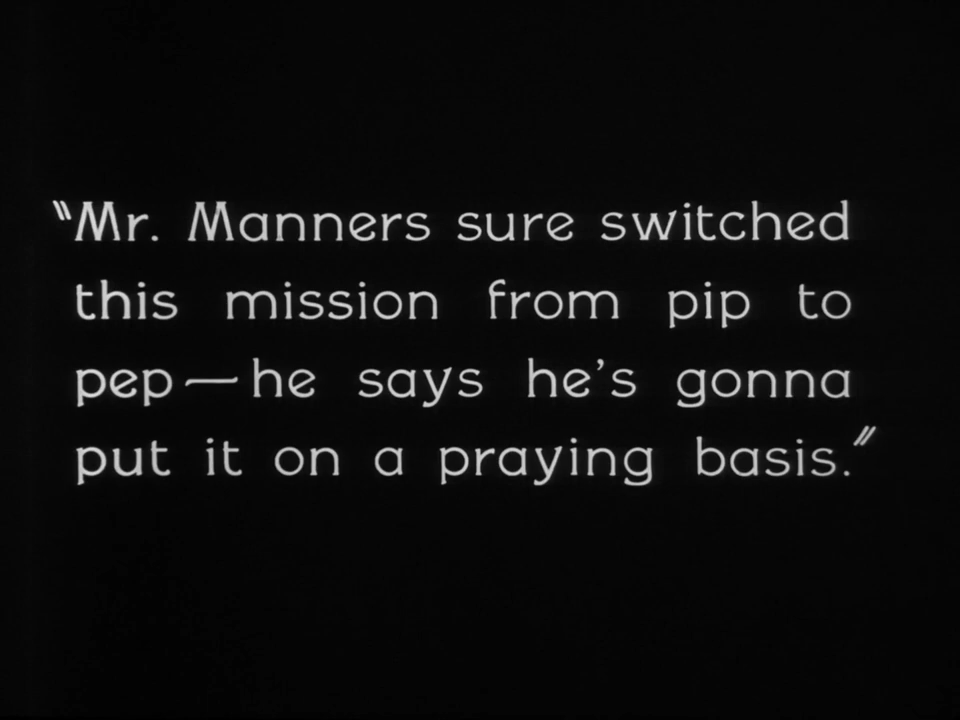 "Mr. Manners sure switched
this mission from pip to
pep — he says he's gonna
put it on a praying basis."